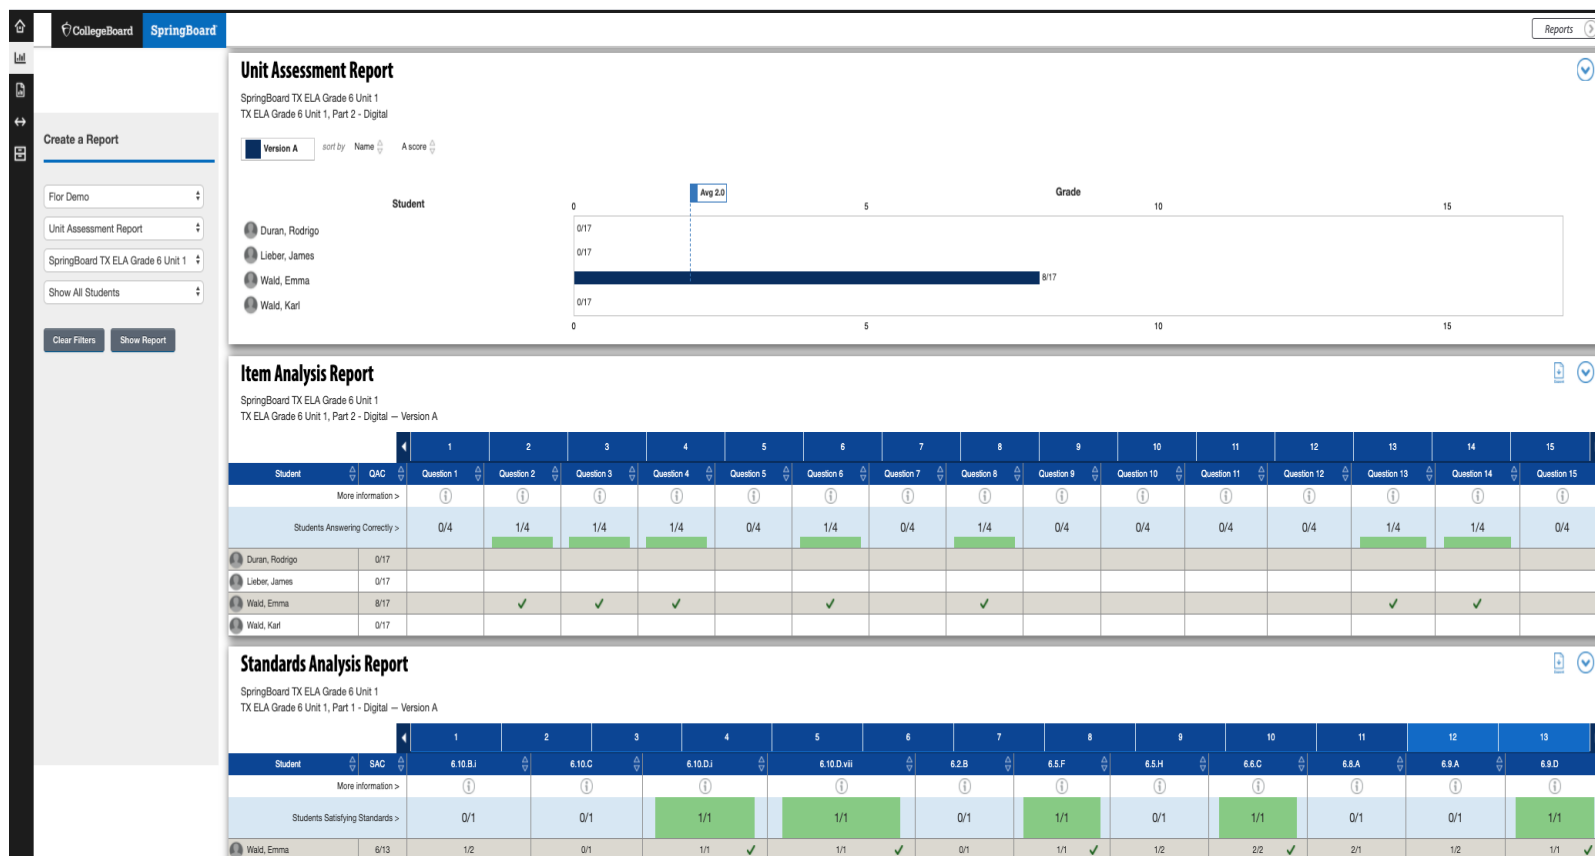 CollegeBoard SpringBoard
Reports
Create a Report
Flor Demo
Unit Assessment Report
SpringBoard TX ELA Grade 6 Unit 1
Show All Students
Clear Filters Show Report
Unit Assessment Report
SpringBoard TX ELA Grade 6 Unit 1
TX ELA Grade 6 Unit 1, Part 2 - Digital
Version A sort by Name A score
Avg 2.0
Student Grade
0 5 10 15
Duran, Rodrigo 0/17
Lieber, James 0/17
Wald, Emma 8/17
Wald, Karl 0/17
0 5 10 15
Item Analysis Report
SpringBoard TX ELA Grade 6 Unit 1
TX ELA Grade 6 Unit 1, Part 2 - Digital — Version A
1 2 3 4 5 6 7 8 9 10 11 12 13 14 15
Student QAC Question 1 Question 2 Question 3 Question 4 Question 5 Question 6 Question 7 Question 8 Question 9 Question 10 Question 11 Question 12 Question 13 Question 14 Question 15
More information >
Students Answering Correctly > 0/4 1/4 1/4 1/4 0/4 1/4 0/4 1/4 0/4 0/4 0/4 0/4 1/4 1/4 0/4
Duran, Rodrigo 0/17
Lieber, James 0/17
Wald, Emma 8/17
Wald, Karl 0/17
Standards Analysis Report
SpringBoard TX ELA Grade 6 Unit 1
TX ELA Grade 6 Unit 1, Part 1 - Digital — Version A
1 2 3 4 5 6 7 8 9 10 11 12 13
Student SAC 6.10.B.i 6.10.C 6.10.D.i 6.10.D.viii 6.2.B 6.5.F 6.5.H 6.6.C 6.8.A 6.9.A 6.9.D
More information >
Students Satisfying Standards > 0/1 0/1 1/1 1/1 0/1 1/1 0/1 1/1 0/1 0/1 1/1
Wald, Emma 6/13 1/2 0/1 1/1 1/1 0/1 1/1 1/2 2/2 2/1 1/2 1/1